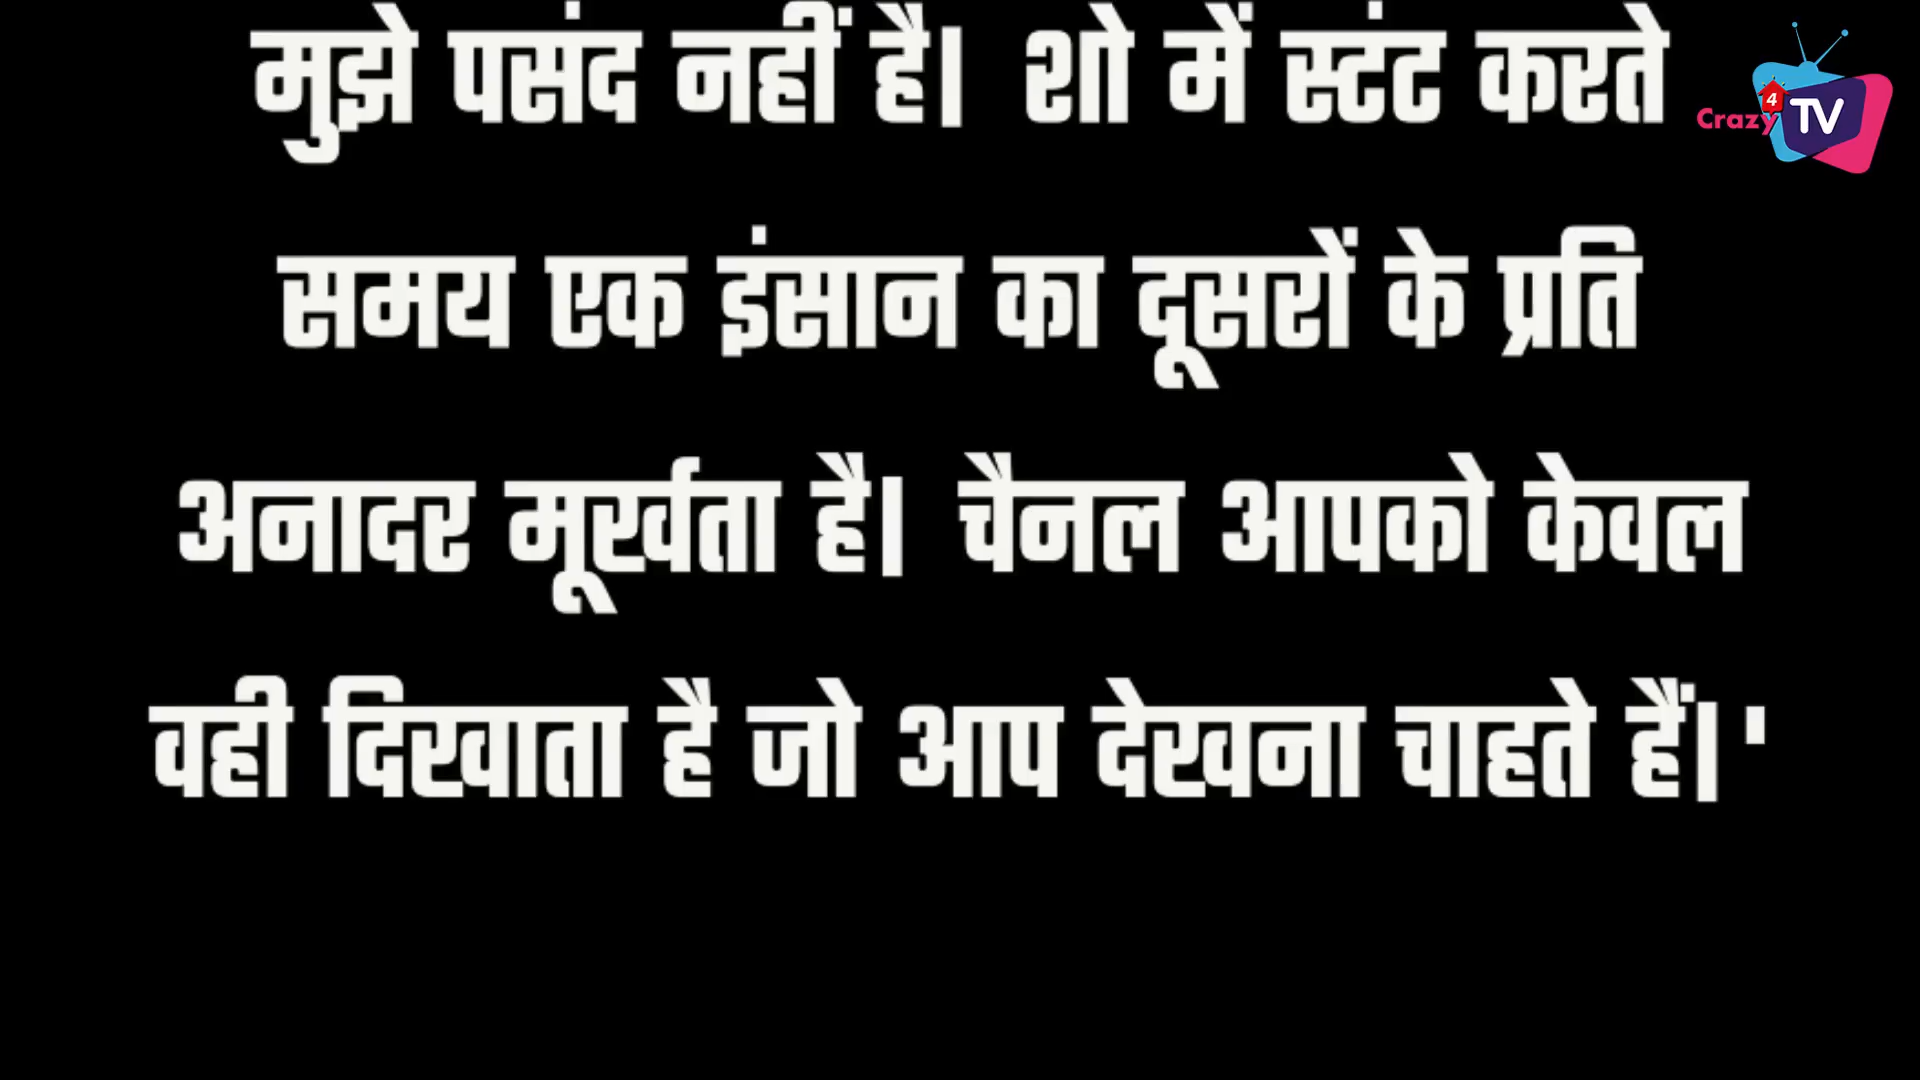 मुझे पसंद नहीं है। शो में स्टंट करते
Crazy 4 TV
समय एक इंसान का दूसरों के प्रति
अनादर मूर्खता है। चैनल आपको केवल
वही दिखाता है जो आप देखना चाहते हैं।'